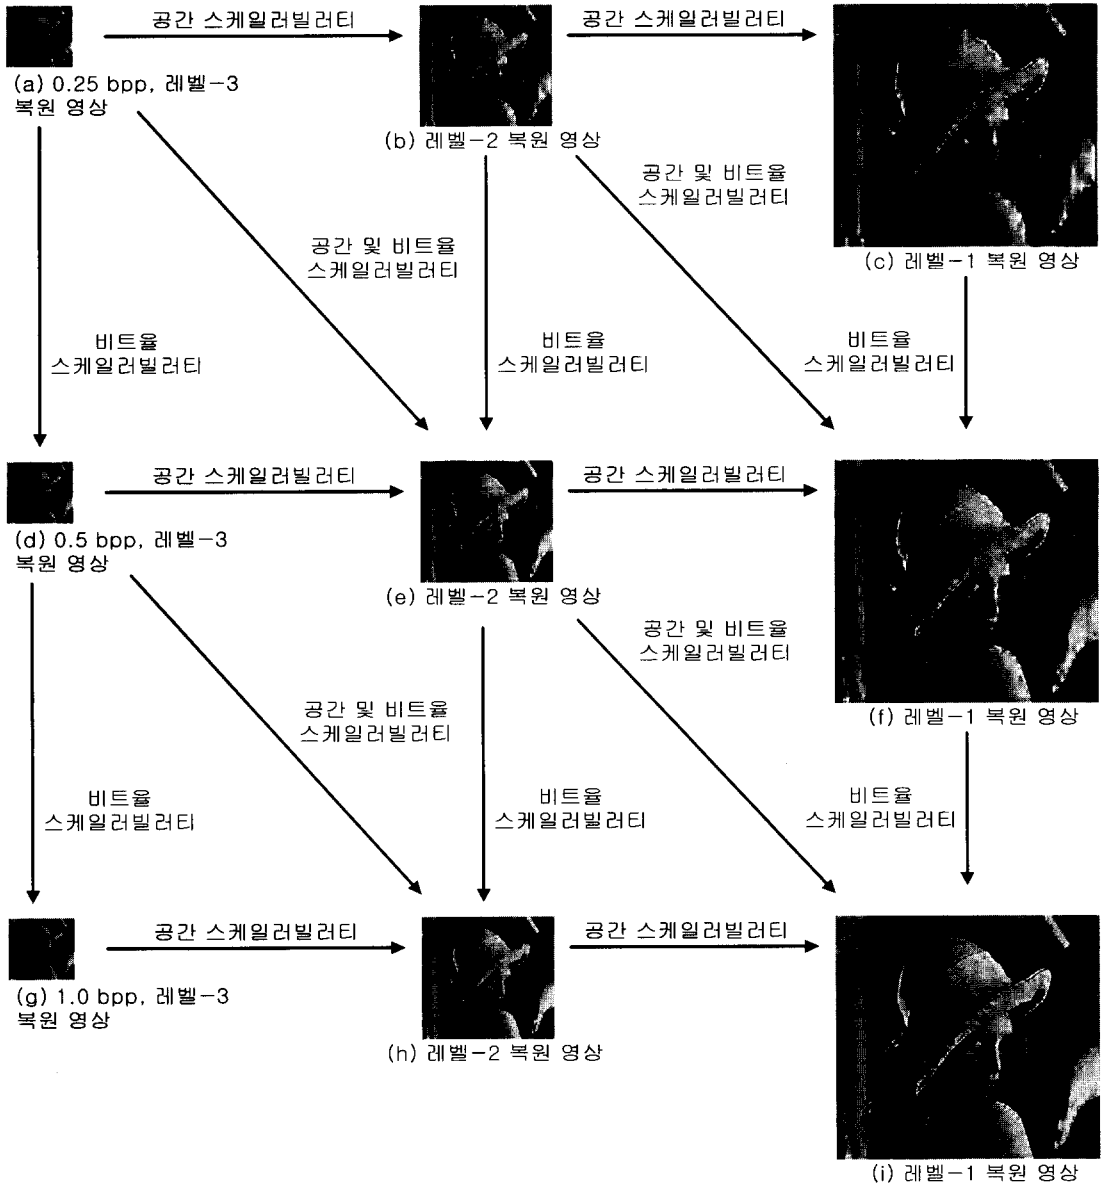 공간 스케일러빌러티
공간 스케일러빌러티
(a) 0.25 bpp, 레벨-3
복원 영상
(b) 레벨-2 복원 영상
공간 및 비트율
스케일러빌러티
공간 및 비트율
스케일러빌러티
(c) 레벨-1 복원 영상
비트율
스케일러빌러티
비트율
스케일러빌러티
비트율
스케일러빌러티
공간 스케일러빌러티
공간 스케일러빌러티
(d) 0.5 bpp, 레벨-3
복원 영상
(e) 레벨-2 복원 영상
공간 및 비트율
스케일러빌러티
공간 및 비트율
스케일러빌러티
(f) 레벨-1 복원 영상
비트율
스케일러빌러티
비트율
스케일러빌러티
비트율
스케일러빌러티
공간 스케일러빌러티
공간 스케일러빌러티
(g) 1.0 bpp, 레벨-3
복원 영상
(h) 레벨-2 복원 영상
(i) 레벨-1 복원 영상